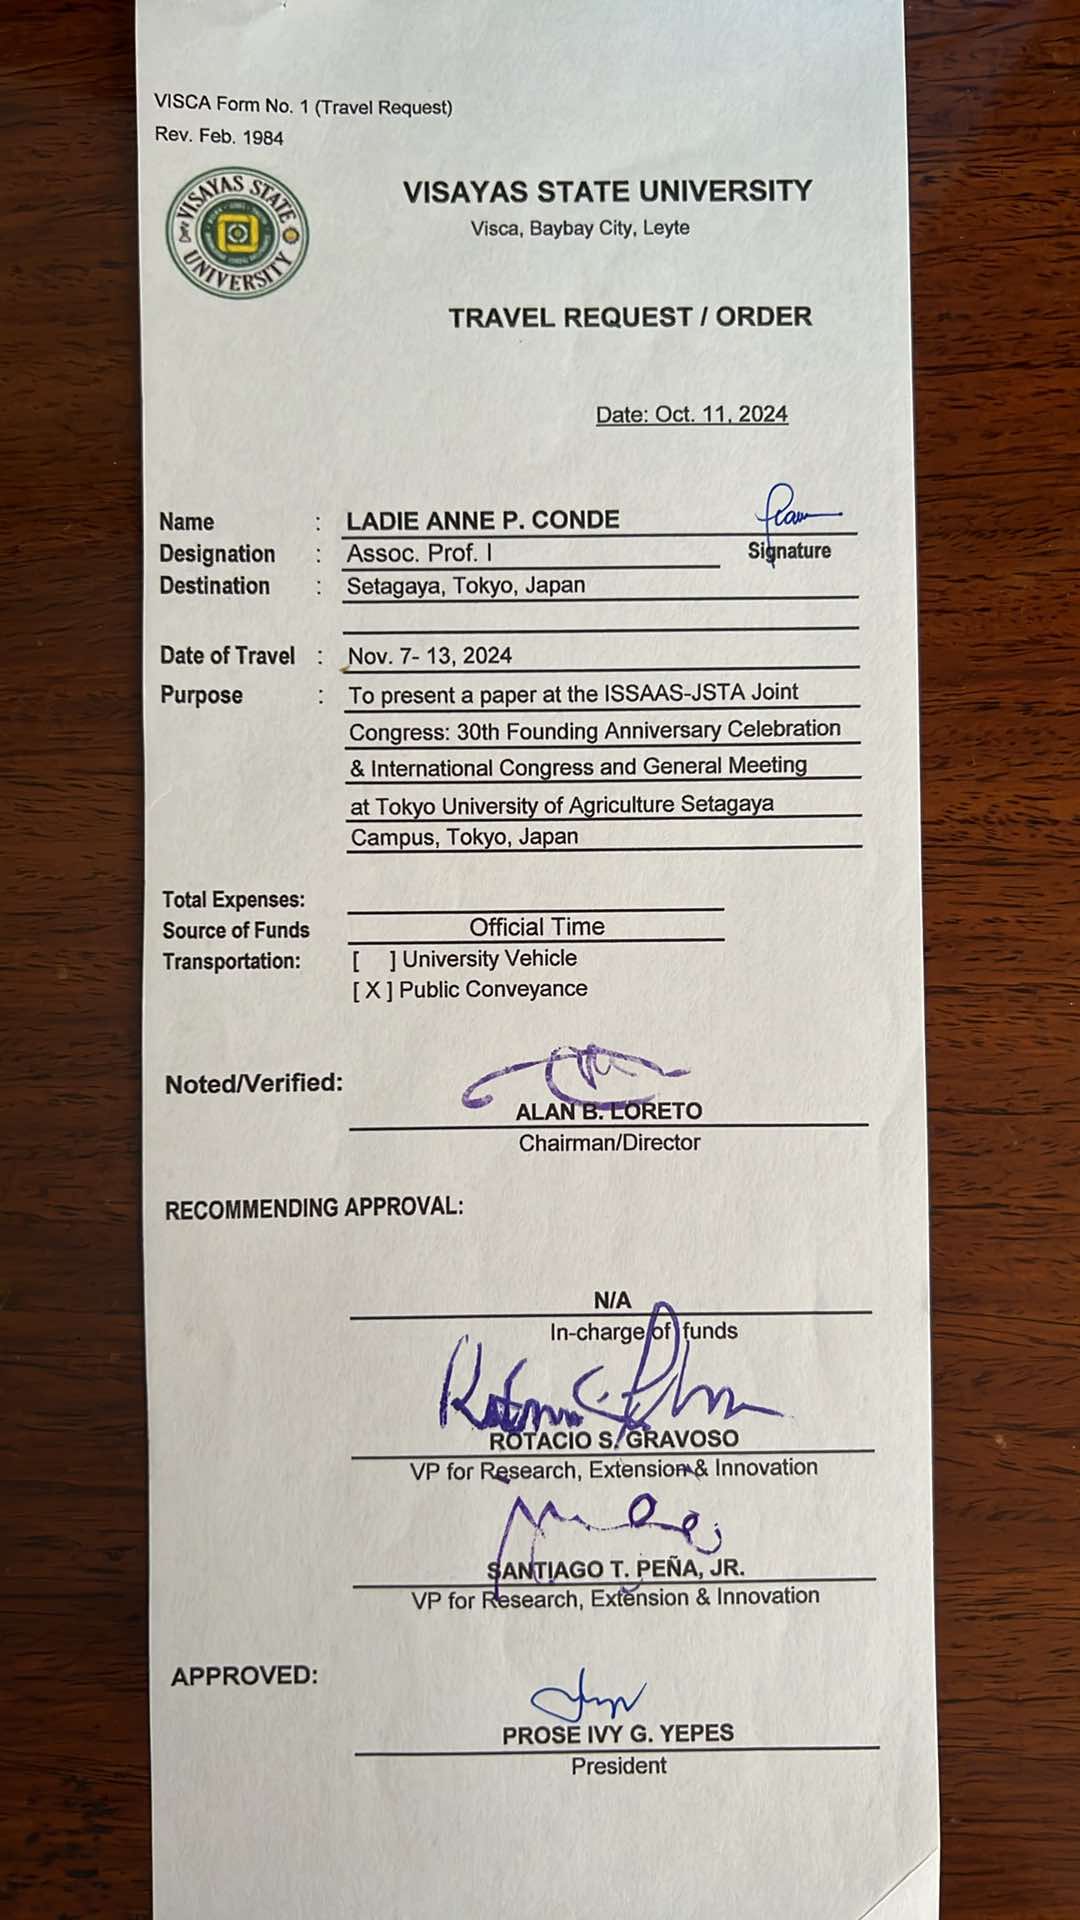 VISCA Form No. 1 (Travel Request)
Rev. Feb. 1984
VISAYAS STATE UNIVERSITY
VISAYAS STATE UNIVERSITY
Visca, Baybay City, Leyte
TRAVEL REQUEST / ORDER
Date: Oct. 11, 2024
Name : LADIE ANNE P. CONDE
Designation : Assoc. Prof. I Signature
Destination : Setagaya, Tokyo, Japan
Date of Travel : Nov. 7- 13, 2024
Purpose : To present a paper at the ISSAAS-JSTA Joint
Congress: 30th Founding Anniversary Celebration
& International Congress and General Meeting
at Tokyo University of Agriculture Setagaya
Campus, Tokyo, Japan
Total Expenses:
Source of Funds Official Time
Transportation: [ ] University Vehicle
[ X ] Public Conveyance
Noted/Verified:
ALAN B. LORETO
Chairman/Director
RECOMMENDING APPROVAL:
N/A
In-charge of funds
ROTACIO S. GRAVOSO
VP for Research, Extension & Innovation
SANTIAGO T. PEÑA, JR.
VP for Research, Extension & Innovation
APPROVED:
PROSE IVY G. YEPES
President